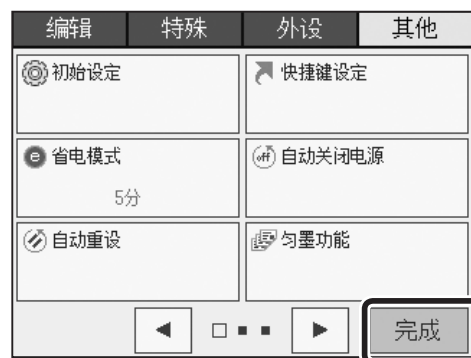 编辑 特殊 外设 其他
初始设定 快捷键设定
省电模式 自动关闭电源
5分
自动重设 匀墨功能
完成